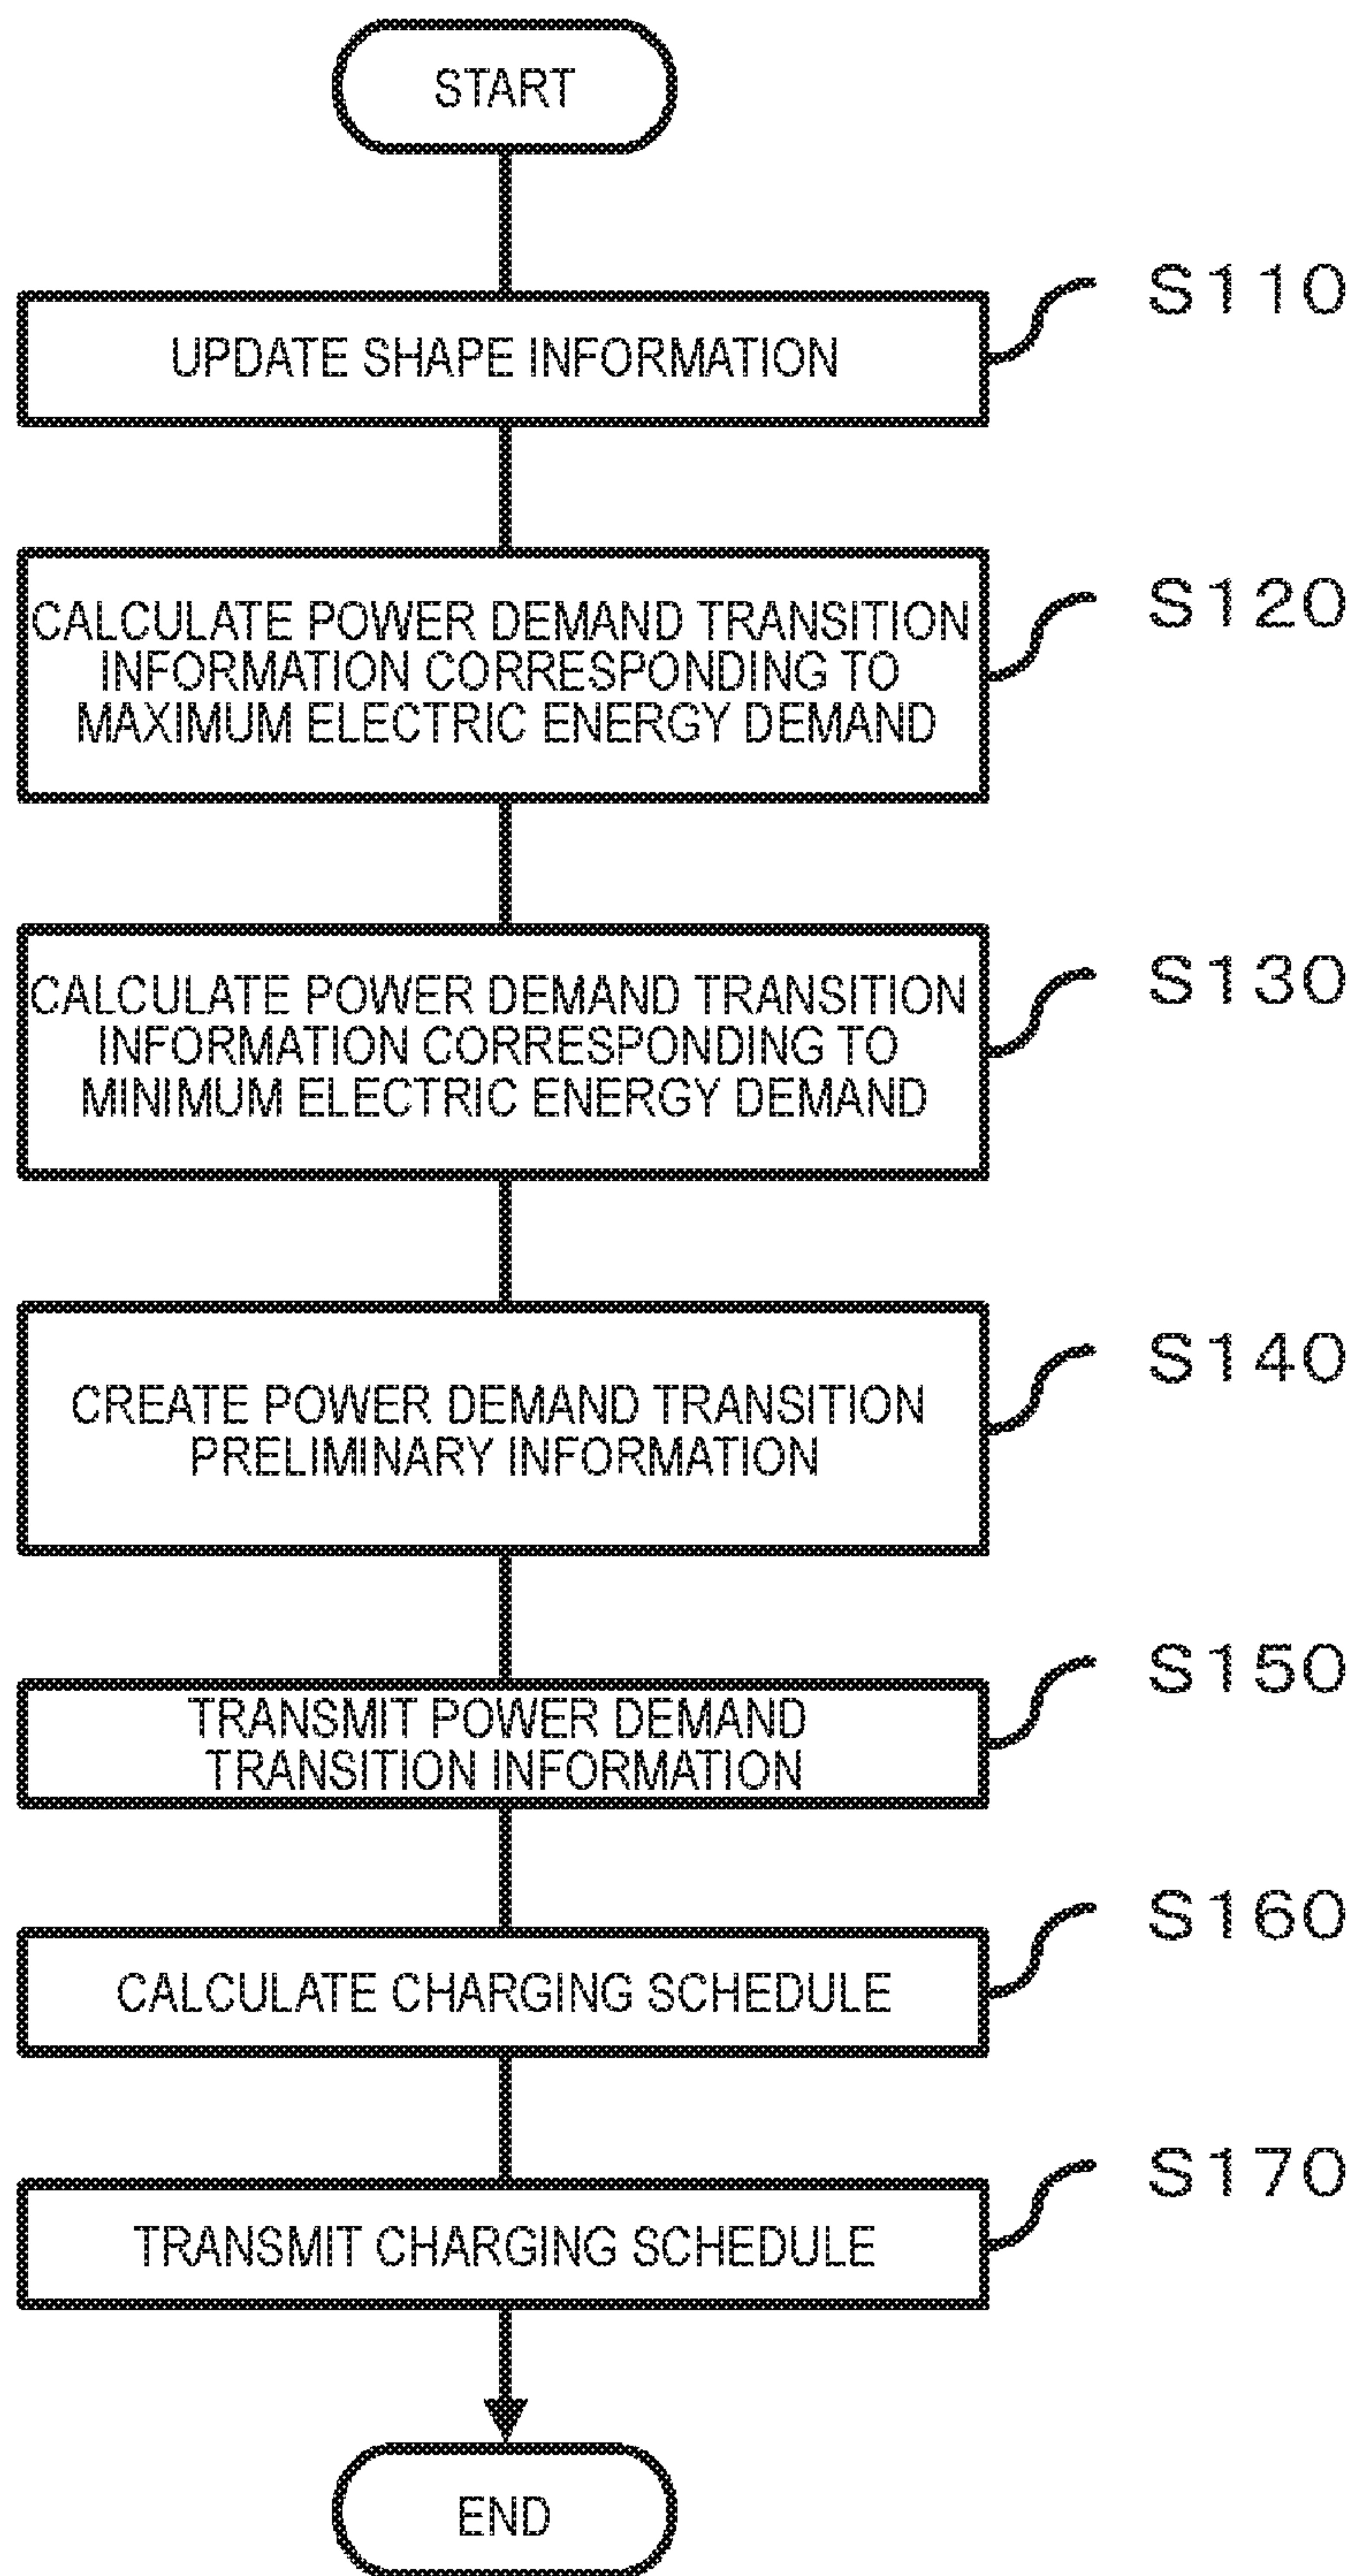 START
S110
UPDATE SHAPE INFORMATION
S120
CALCULATE POWER DEMAND TRANSITION
INFORMATION CORRESPONDING TO
MAXIMUM ELECTRIC ENERGY DEMAND
S130
CALCULATE POWER DEMAND TRANSITION
INFORMATION CORRESPONDING TO
MINIMUM ELECTRIC ENERGY DEMAND
S140
CREATE POWER DEMAND TRANSITION
PRELIMINARY INFORMATION
S150
TRANSMIT POWER DEMAND
TRANSITION INFORMATION
S160
CALCULATE CHARGING SCHEDULE
S170
TRANSMIT CHARGING SCHEDULE
END